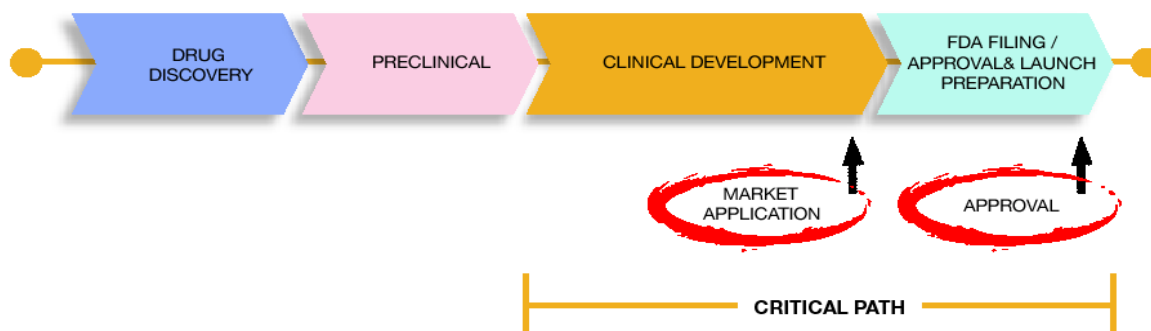 DRUG
DISCOVERY
PRECLINICAL
CLINICAL DEVELOPMENT
FDA FILING /
APPROVAL& LAUNCH
PREPARATION
MARKET
APPLICATION
APPROVAL
CRITICAL PATH